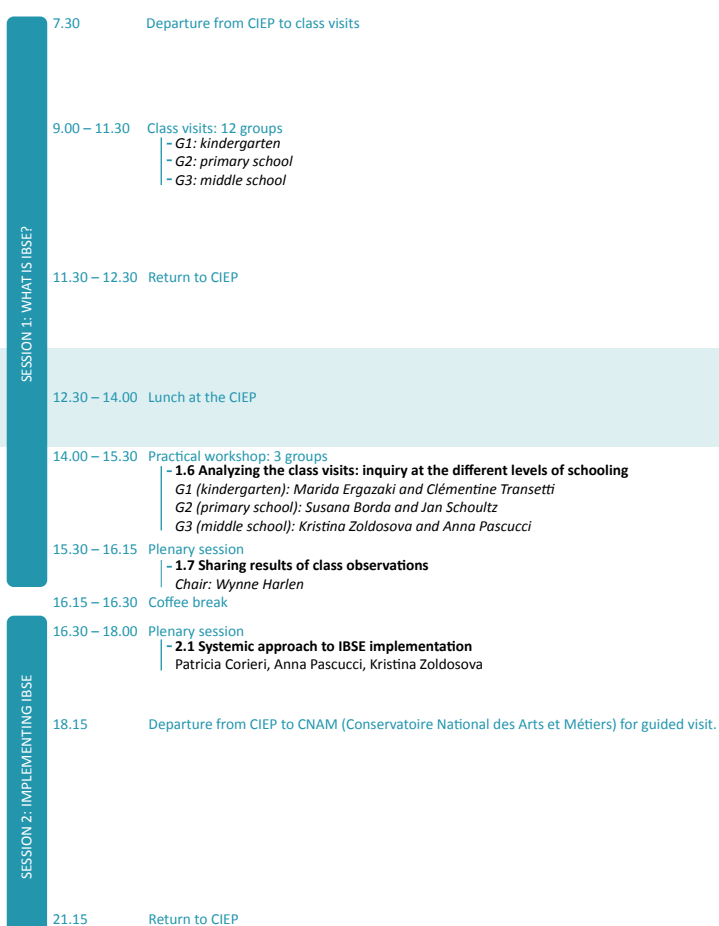 SESSION 1: WHAT IS IBSE?
7.30 Departure from CIEP to class visits
9.00 – 11.30 Class visits: 12 groups
- G1: kindergarten
- G2: primary school
- G3: middle school
11.30 – 12.30 Return to CIEP
12.30 – 14.00 Lunch at the CIEP
14.00 – 15.30 Practical workshop: 3 groups
- 1.6 Analyzing the class visits: inquiry at the different levels of schooling
G1 (kindergarten): Marida Ergazaki and Clémentine Transetti
G2 (primary school): Susana Borda and Jan Schoultz
G3 (middle school): Kristina Zoldosova and Anna Pascucci
15.30 – 16.15 Plenary session
- 1.7 Sharing results of class observations
Chair: Wynne Harlen
16.15 – 16.30 Coffee break
SESSION 2: IMPLEMENTING IBSE
16.30 – 18.00 Plenary session
- 2.1 Systemic approach to IBSE implementation
Patricia Corieri, Anna Pascucci, Kristina Zoldosova
18.15 Departure from CIEP to CNAM (Conservatoire National des Arts et Métiers) for guided visit.
21.15 Return to CIEP